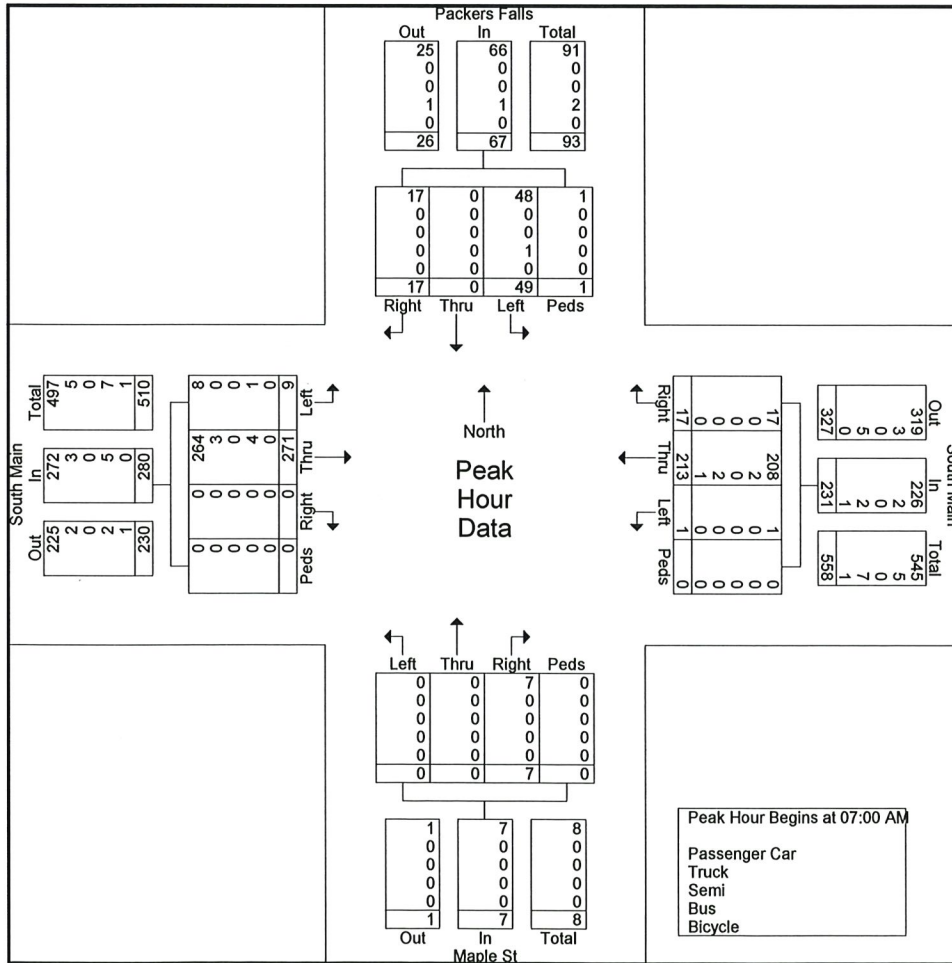 Packers Falls
Out In Total
25 66 91
0 0 0
0 0 0
1 1 2
0 0 0
26 67 93
17 0 48 1
0 0 0 0
0 0 0 0
0 0 1 0
0 0 0 0
17 0 49 1
Right Thru Left Peds
South Main
Total In Out
497 272 225
5 3 2
0 0 0
7 5 2
1 0 1
510 280 230
8 264 0 0
0 3 0 0
0 0 0 0
1 4 0 0
0 0 0 0
9 271 0 0
Left Thru Right Peds
North
Peak
Hour
Data
Right Thru Left Peds
17 208 1 0
0 2 0 0
0 0 0 0
0 2 0 0
0 1 0 0
17 213 1 0
Out In Total
319 226 545
3 2 5
0 0 0
5 2 7
0 1 1
327 231 558
South Main
Left Thru Right Peds
0 0 7 0
0 0 0 0
0 0 0 0
0 0 0 0
0 0 0 0
0 0 7 0
1 7 8
0 0 0
0 0 0
0 0 0
0 0 0
1 7 8
Out In Total
Maple St
Peak Hour Begins at 07:00 AM
Passenger Car
Truck
Semi
Bus
Bicycle